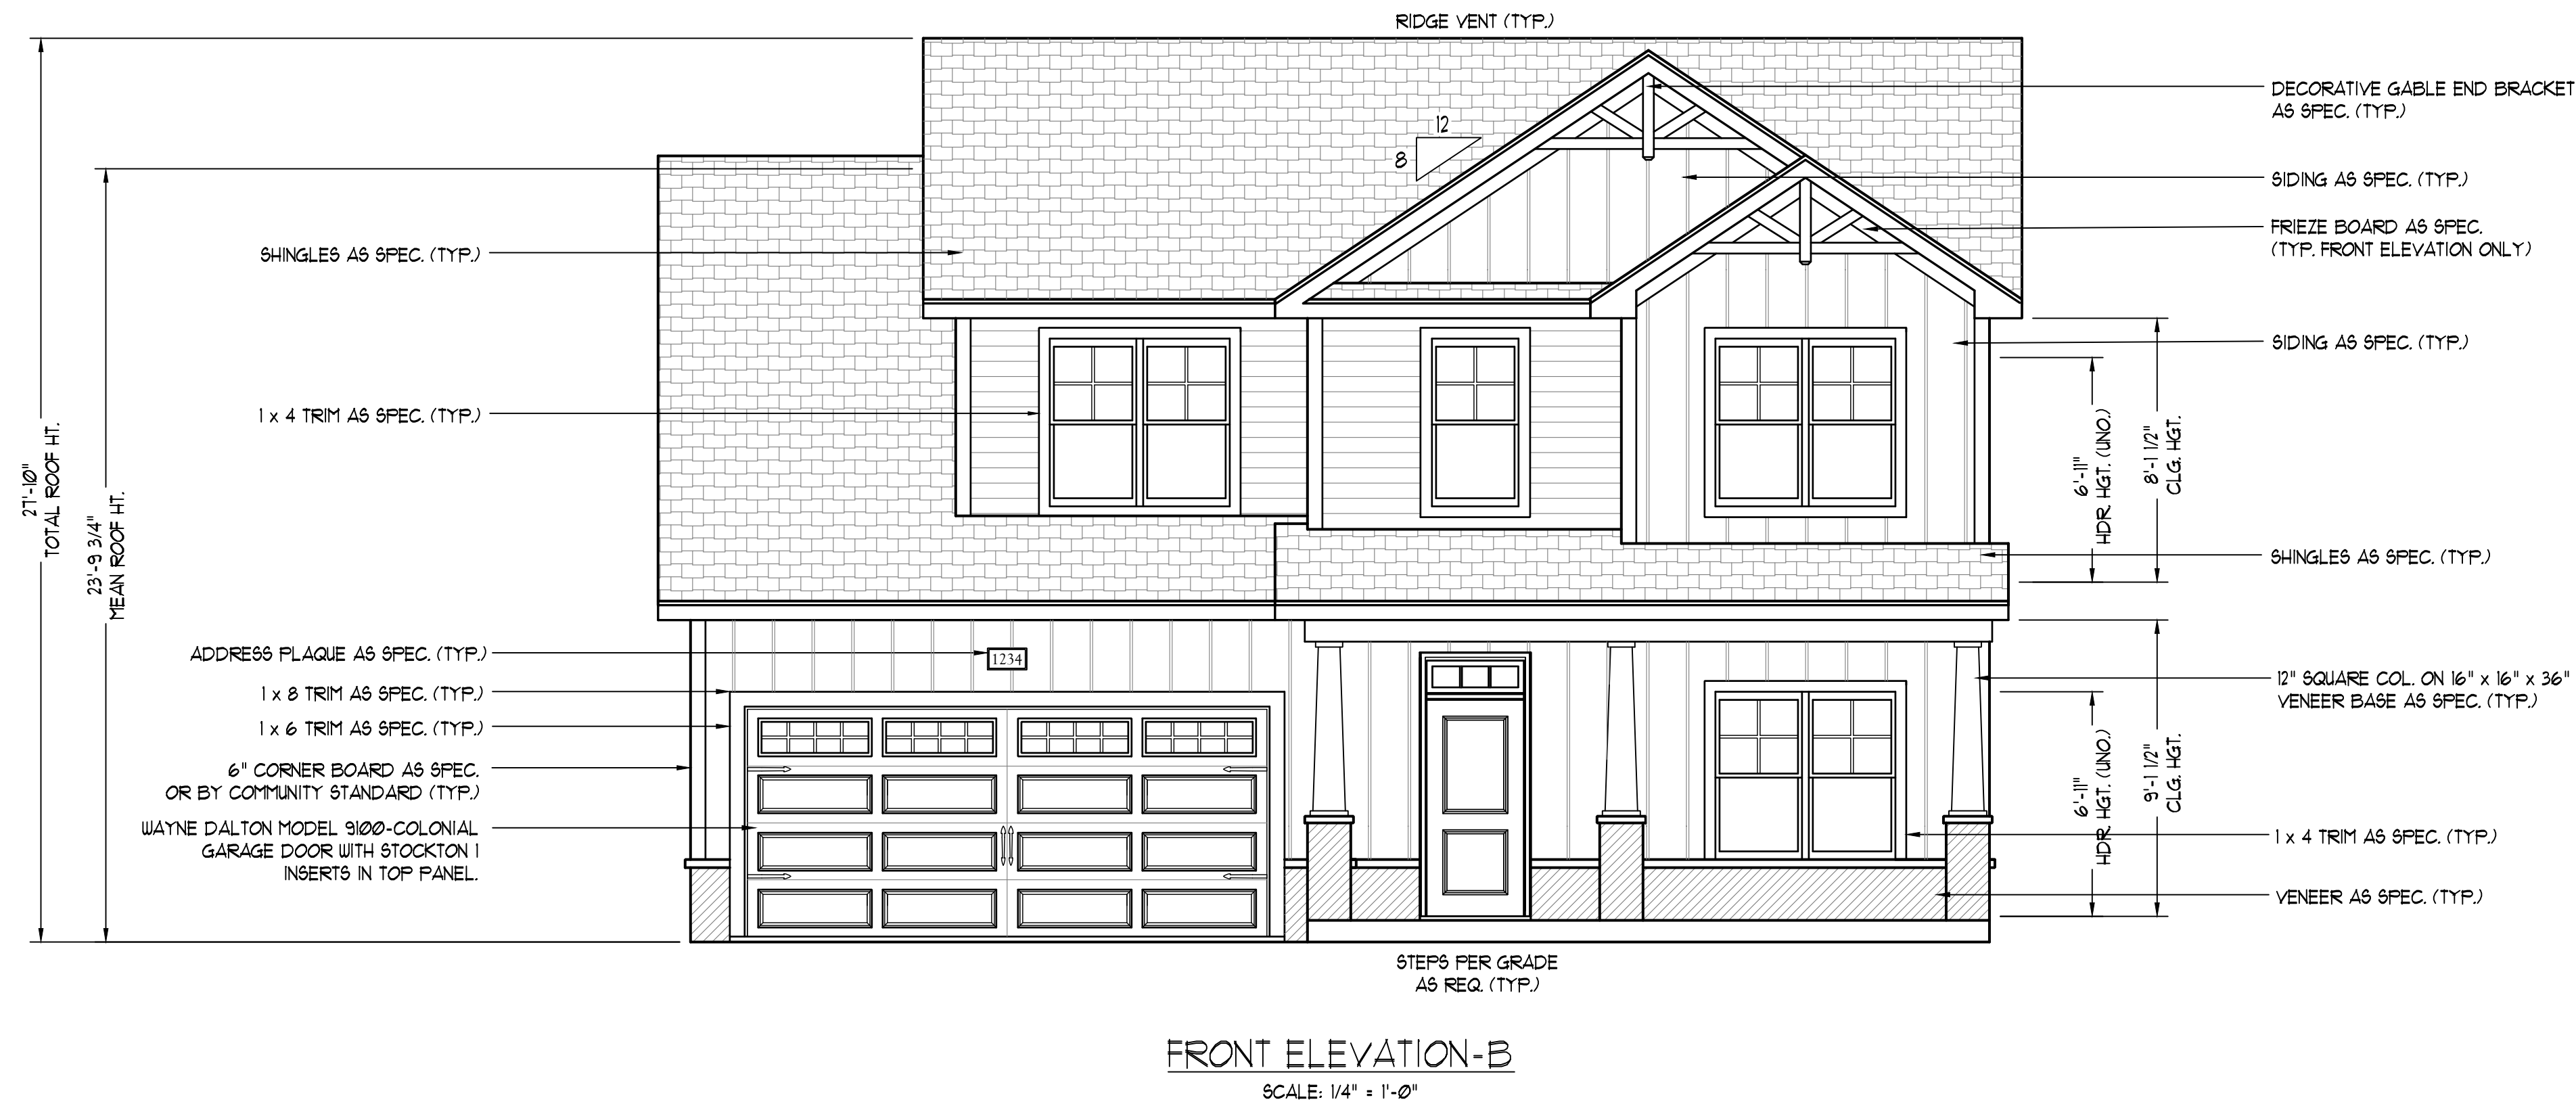 RIDGE VENT (TYP.)
DECORATIVE GABLE END BRACKET
AS SPEC. (TYP.)
12
8
SIDING AS SPEC. (TYP.)
FRIEZE BOARD AS SPEC.
(TYP. FRONT ELEVATION ONLY)
SHINGLES AS SPEC. (TYP.)
SIDING AS SPEC. (TYP.)
1 x 4 TRIM AS SPEC. (TYP.)
27'-10"
TOTAL ROOF HT.
23'-9 3/4"
MEAN ROOF HT.
6'-11"
HDR. HGT. (UNO.)
8'-1 1/2"
CLG. HGT.
SHINGLES AS SPEC. (TYP.)
ADDRESS PLAQUE AS SPEC. (TYP.)
1234
1 x 8 TRIM AS SPEC. (TYP.)
12" SQUARE COL. ON 16" x 16" x 36"
VENEER BASE AS SPEC. (TYP.)
1 x 6 TRIM AS SPEC. (TYP.)
6" CORNER BOARD AS SPEC.
OR BY COMMUNITY STANDARD (TYP.)
6'-11"
HDR. HGT. (UNO.)
9'-1 1/2"
CLG. HGT.
WAYNE DALTON MODEL 9100-COLONIAL
GARAGE DOOR WITH STOCKTON 1
INSERTS IN TOP PANEL.
1 x 4 TRIM AS SPEC. (TYP.)
VENEER AS SPEC. (TYP.)
STEPS PER GRADE
AS REQ. (TYP.)
FRONT ELEVATION-B
SCALE: 1/4" = 1'-0"